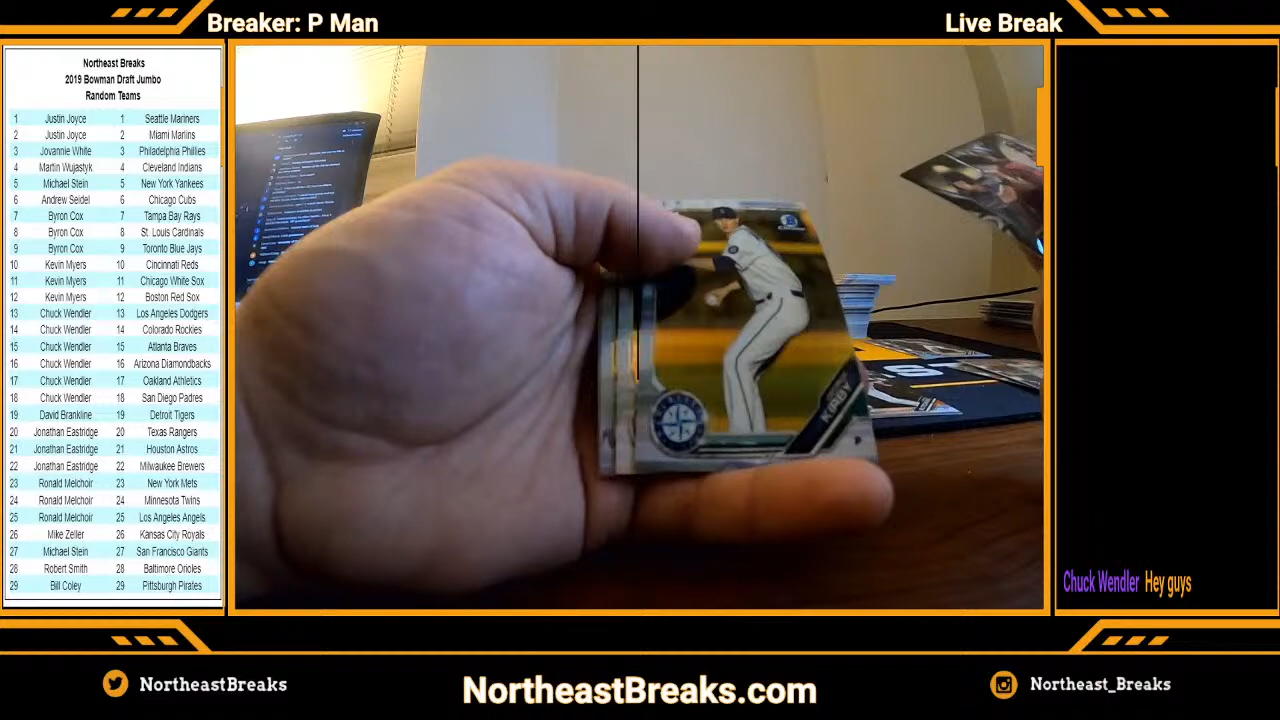 Breaker: P Man
Live Break
Northeast Breaks
2019 Bowman Draft Jumbo
Random Teams
1 Justin Joyce 1 Seattle Mariners
2 Justin Joyce 2 Miami Marlins
3 Jovannie White 3 Philadelphia Phillies
4 Martin Wujastyk 4 Cleveland Indians
5 Michael Stein 5 New York Yankees
6 Andrew Seidel 6 Chicago Cubs
7 Byron Cox 7 Tampa Bay Rays
8 Byron Cox 8 St. Louis Cardinals
9 Byron Cox 9 Toronto Blue Jays
10 Kevin Myers 10 Cincinnati Reds
11 Kevin Myers 11 Chicago White Sox
12 Kevin Myers 12 Boston Red Sox
13 Chuck Wendler 13 Los Angeles Dodgers
14 Chuck Wendler 14 Colorado Rockies
15 Chuck Wendler 15 Atlanta Braves
16 Chuck Wendler 16 Arizona Diamondbacks
17 Chuck Wendler 17 Oakland Athletics
18 Chuck Wendler 18 San Diego Padres
19 David Brankline 19 Detroit Tigers
20 Jonathan Eastridge 20 Texas Rangers
21 Jonathan Eastridge 21 Houston Astros
22 Jonathan Eastridge 22 Milwaukee Brewers
23 Ronald Melchoir 23 New York Mets
24 Ronald Melchoir 24 Minnesota Twins
25 Ronald Melchoir 25 Los Angeles Angels
26 Mike Zeller 26 Kansas City Royals
27 Michael Stein 27 San Francisco Giants
28 Robert Smith 28 Baltimore Orioles
29 Bill Coley 29 Pittsburgh Pirates
KIRBY
Chuck Wendler Hey guys
NortheastBreaks
NortheastBreaks.com
Northeast_Breaks